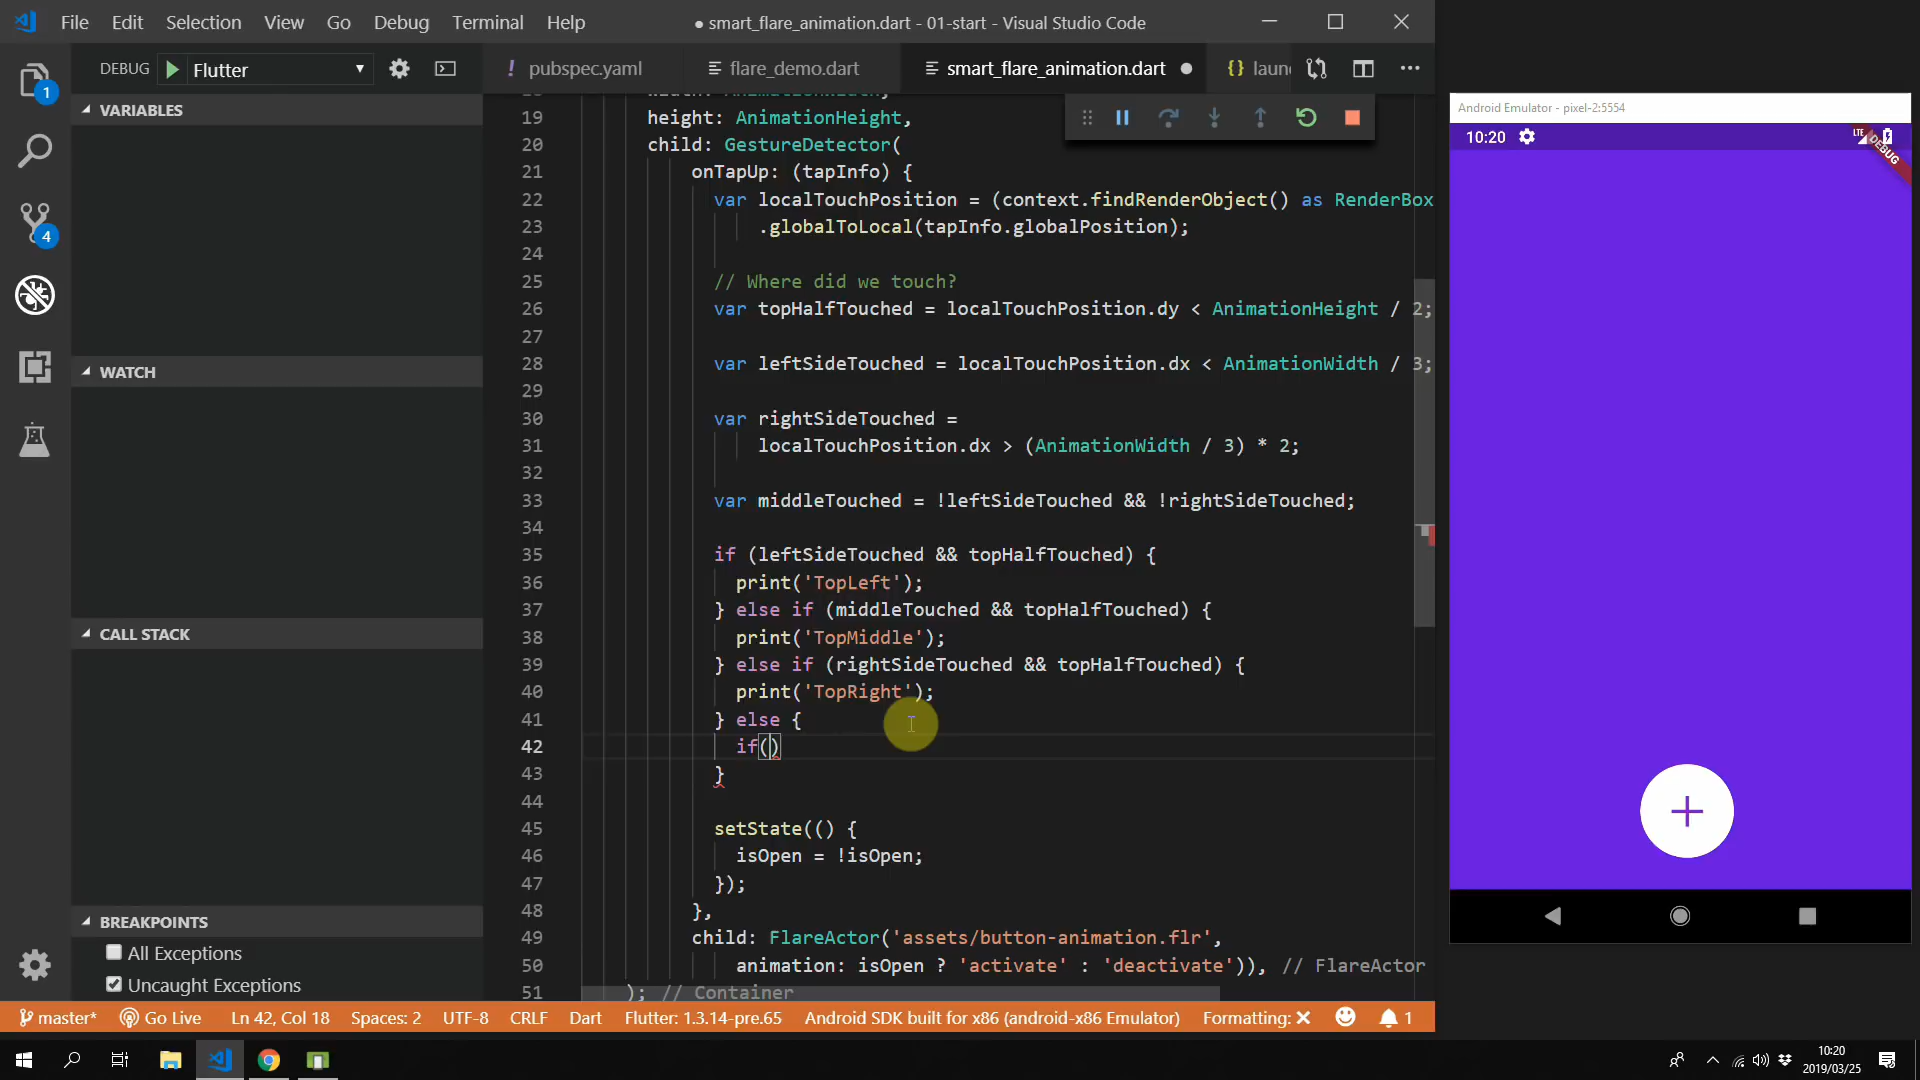 File Edit Selection View Go Debug Terminal Help
● smart_flare_animation.dart - 01-start - Visual Studio Code
DEBUG Flutter
! pubspec.yaml
flare_demo.dart
smart_flare_animation.dart ●
{} laun
VARIABLES
WATCH
CALL STACK
BREAKPOINTS
All Exceptions
Uncaught Exceptions
1
4
19 height: AnimationHeight,
20 child: GestureDetector(
21 onTapUp: (tapInfo) {
22 var localTouchPosition = (context.findRenderObject() as RenderBox
23 .globalToLocal(tapInfo.globalPosition);
24
25 // Where did we touch?
26 var topHalfTouched = localTouchPosition.dy < AnimationHeight / 2;
27
28 var leftSideTouched = localTouchPosition.dx < AnimationWidth / 3;
29
30 var rightSideTouched =
31 localTouchPosition.dx > (AnimationWidth / 3) * 2;
32
33 var middleTouched = !leftSideTouched && !rightSideTouched;
34
35 if (leftSideTouched && topHalfTouched) {
36 print('TopLeft');
37 } else if (middleTouched && topHalfTouched) {
38 print('TopMiddle');
39 } else if (rightSideTouched && topHalfTouched) {
40 print('TopRight');
41 } else {
42 if()
43 }
44
45 setState(() {
46 isOpen = !isOpen;
47 });
48 },
49 child: FlareActor('assets/button-animation.flr',
50 animation: isOpen ? 'activate' : 'deactivate')), // FlareActor
51 ); // Container
master* Go Live Ln 42, Col 18 Spaces: 2 UTF-8 CRLF Dart Flutter: 1.3.14-pre.65 Android SDK built for x86 (android-x86 Emulator) Formatting: ✕ 1
Android Emulator - pixel-2:5554
10:20
LTE
DEBUG
10:20
2019/03/25